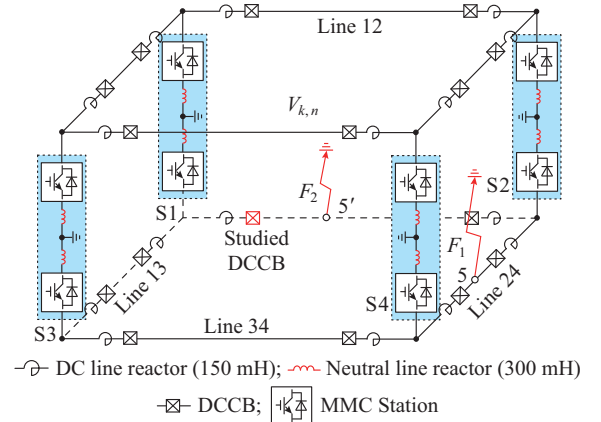 Line 12
V_{k,n}
S2
F_2
S1
5′
Studied
DCCB
F_1
5
Line 13
Line 24
S4
S3
Line 34
DC line reactor (150 mH); Neutral line reactor (300 mH)
DCCB; MMC Station